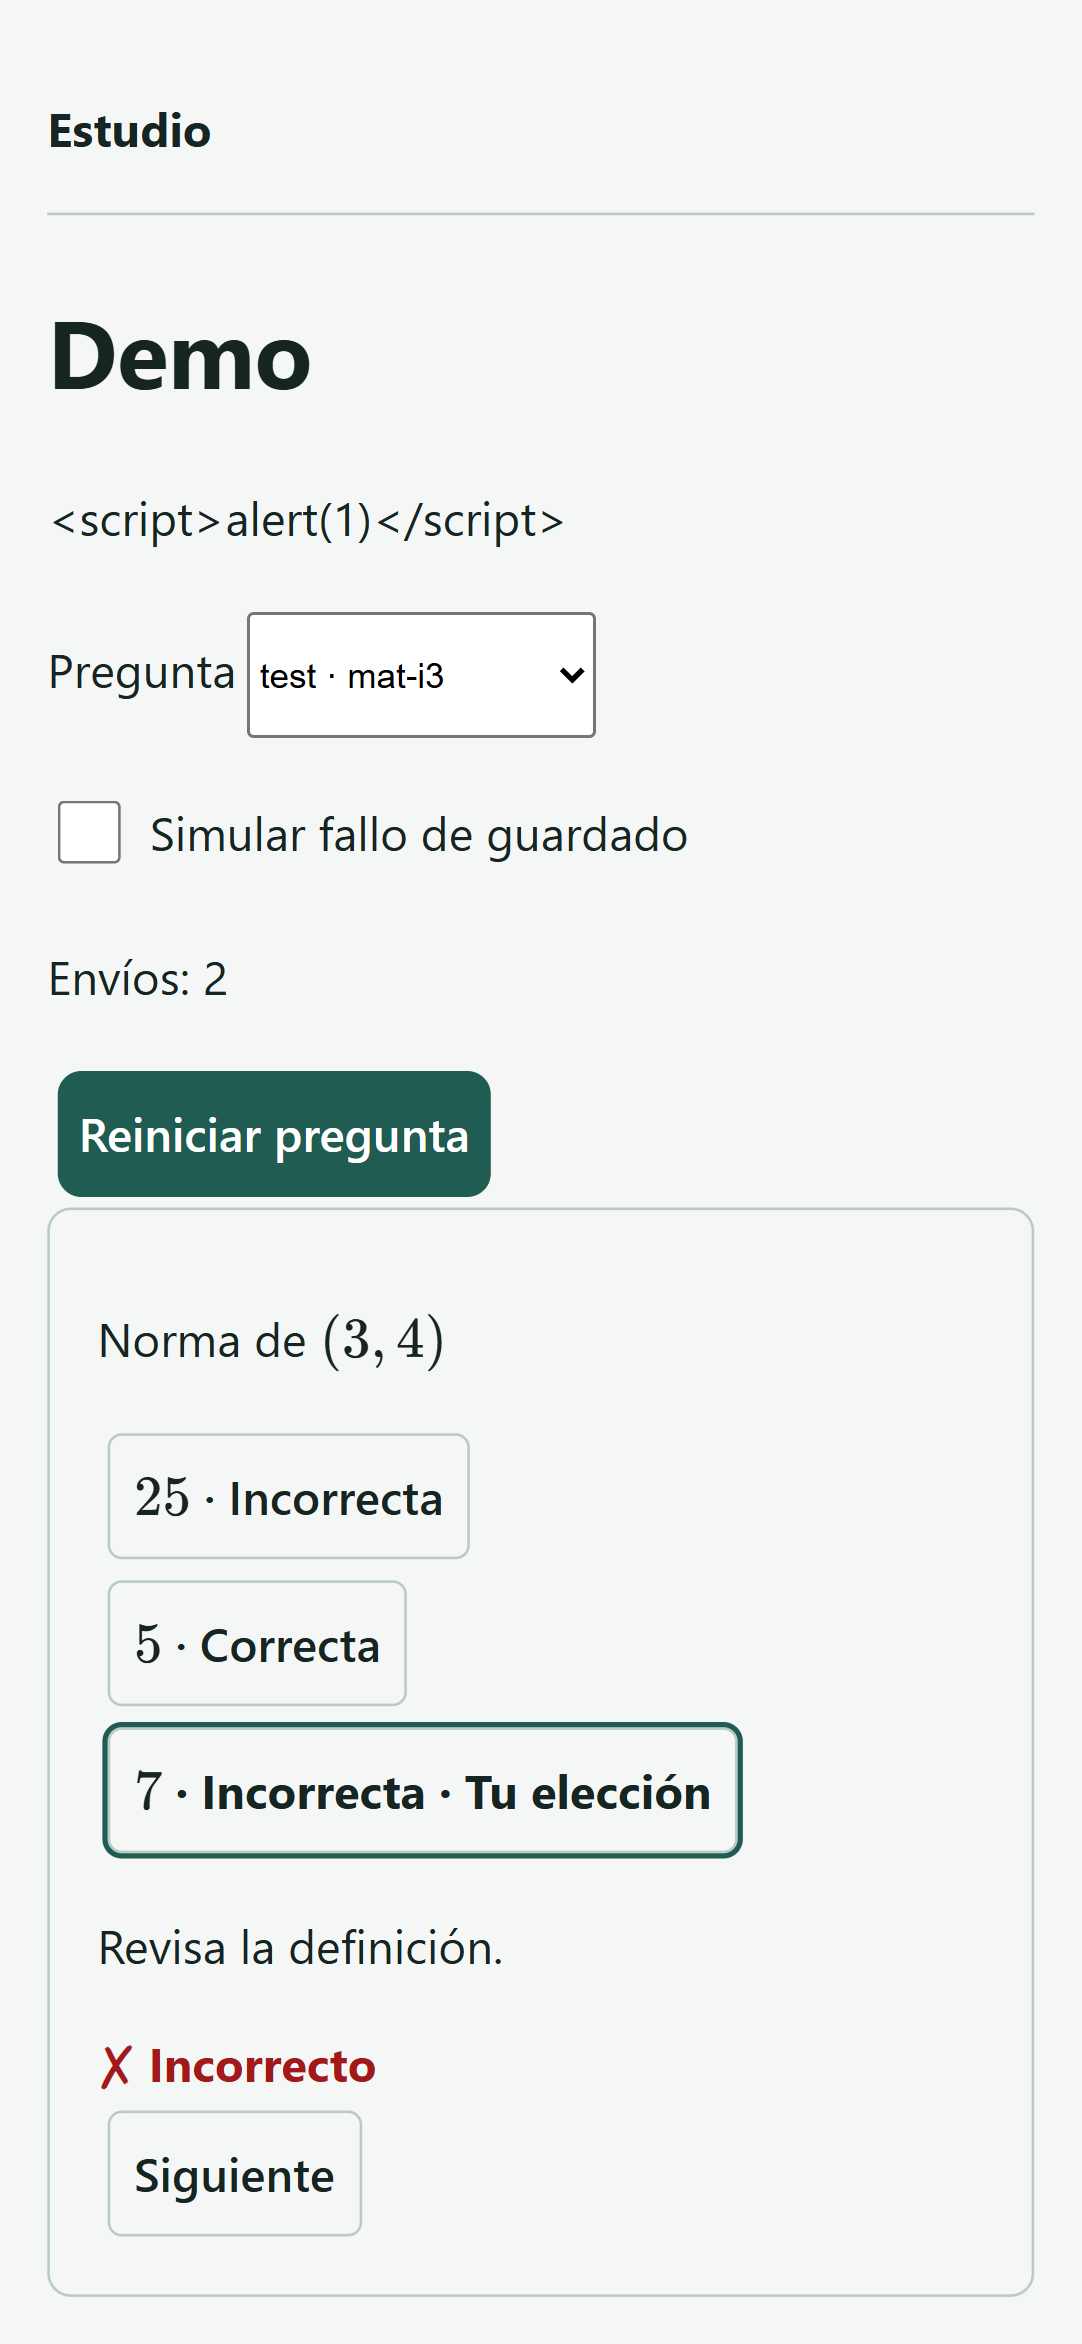 Estudio
Demo
<script>alert(1)</script>
Pregunta test · mat-i3
Simular fallo de guardado
Envíos: 2
Reiniciar pregunta
Norma de (3, 4)
25 · Incorrecta
5 · Correcta
7 · Incorrecta · Tu elección
Revisa la definición.
✗ Incorrecto
Siguiente